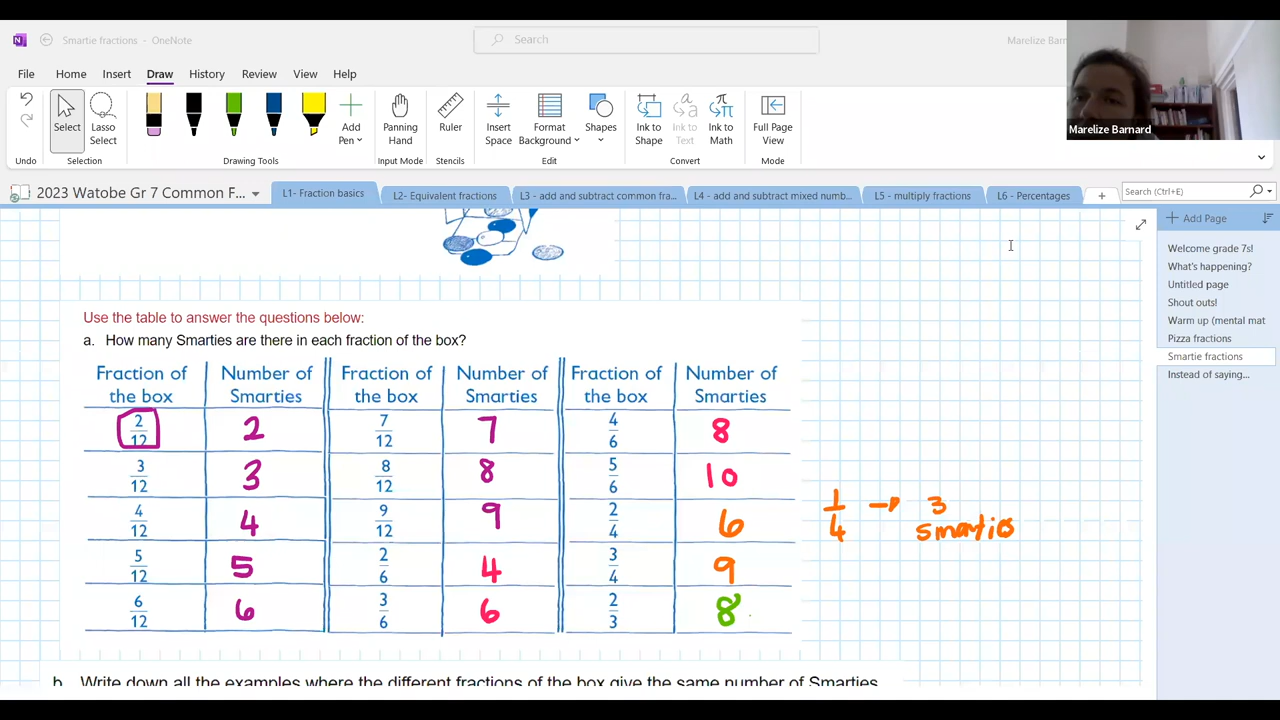 Smartie fractions - OneNote
Search
Marelize Barn
File Home Insert Draw History Review View Help
Undo
Select
Lasso Select
Add Pen
Panning Hand
Ruler
Insert Space
Format Background
Shapes
Ink to Shape
Ink to Text
Ink to Math
Full Page View
Marelize Barnard
Undo Selection Drawing Tools Input Mode Stencils Edit Convert Mode
2023 Watobe Gr 7 Common F...
L1- Fraction basics
L2- Equivalent fractions
L3 - add and subtract common fra...
L4 - add and subtract mixed numb...
L5 - multiply fractions
L6 - Percentages
Search (Ctrl+E)
Add Page
Welcome grade 7s!
What's happening?
Untitled page
Shout outs!
Warm up (mental mat
Pizza fractions
Smartie fractions
Instead of saying...
Use the table to answer the questions below:
a. How many Smarties are there in each fraction of the box?
Fraction of the box Number of Smarties Fraction of the box Number of Smarties Fraction of the box Number of Smarties
2/12 2 7/12 7 4/6 8
3/12 3 8/12 8 5/6 10
4/12 4 9/12 9 2/4 6
5/12 5 2/6 4 3/4 9
6/12 6 3/6 6 2/3 8
1/4 → 3
smarties
b. Write down all the examples where the different fractions of the box give the same number of Smarties